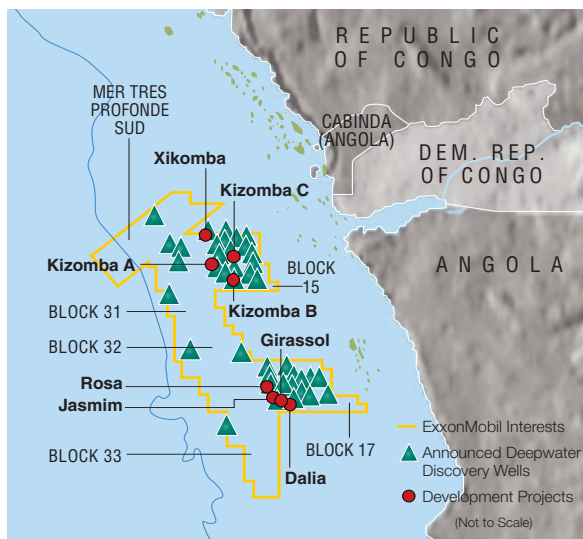 REPUBLIC
OF CONGO
MER TRES
PROFONDE
SUD
CABINDA
(ANGOLA)
DEM. REP.
OF CONGO
Xikomba
Kizomba C
ANGOLA
Kizomba A
BLOCK
15
BLOCK 31
Kizomba B
Girassol
BLOCK 32
Rosa
Jasmim
ExxonMobil Interests
BLOCK 17
Announced Deepwater
Discovery Wells
BLOCK 33
Dalia
Development Projects
(Not to Scale)